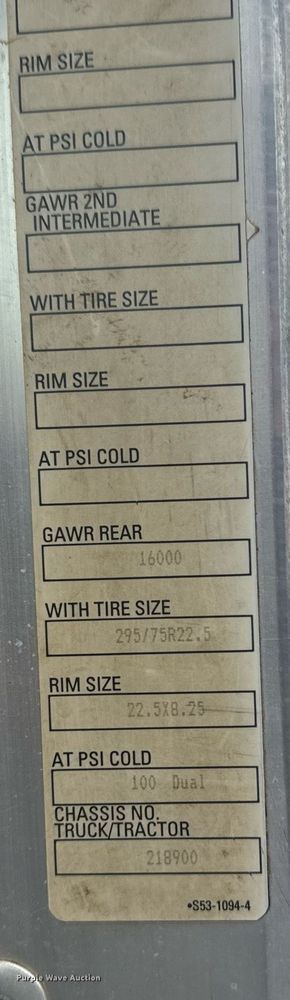 RIM SIZE
AT PSI COLD
GAWR 2ND
INTERMEDIATE
WITH TIRE SIZE
RIM SIZE
AT PSI COLD
GAWR REAR
16000
WITH TIRE SIZE
295/75R22.5
RIM SIZE
22.5X8.25
AT PSI COLD
100 Dual
CHASSIS NO.
TRUCK/TRACTOR
218900
•S53-1094-4
Purple Wave Auction